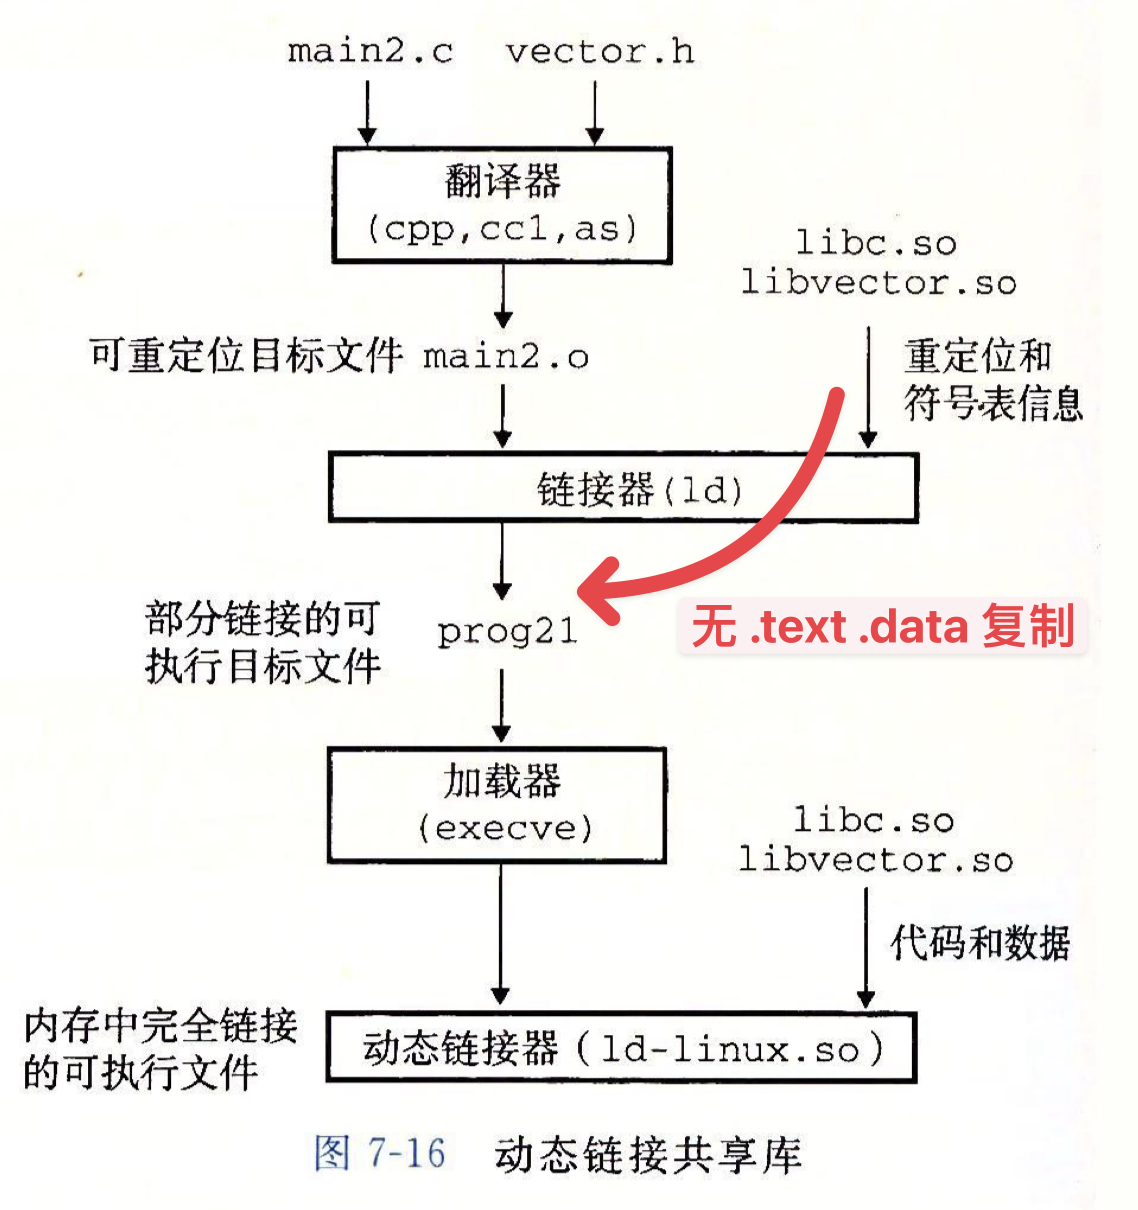 main2.c vector.h
翻译器
(cpp,cc1,as)
libc.so
libvector.so
可重定位目标文件 main2.o
重定位和
符号表信息
链接器(ld)
部分链接的可
执行目标文件
prog21
无 .text .data 复制
加载器
(execve)
libc.so
libvector.so
代码和数据
内存中完全链接
的可执行文件
动态链接器(ld-linux.so)
图 7-16 动态链接共享库